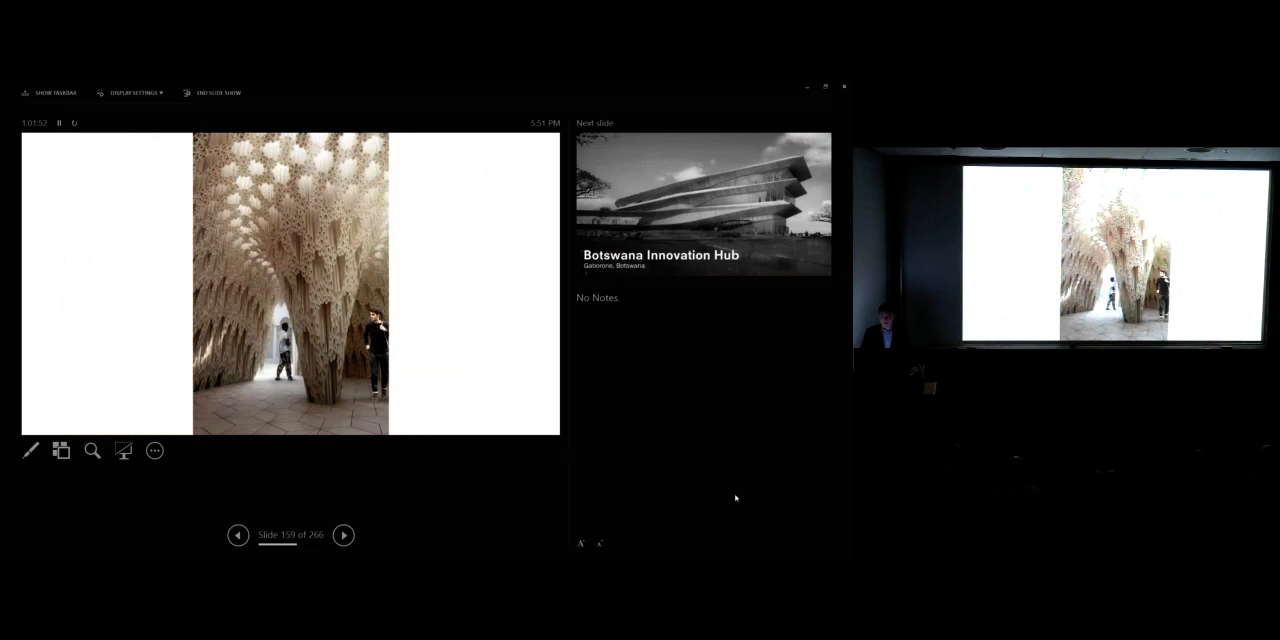 SHOW TASKBAR
DISPLAY SETTINGS ▾
END SLIDE SHOW
1:01:52
5:51 PM
Next slide
Botswana Innovation Hub
Gaborone, Botswana
No Notes.
Slide 159 of 266
A A